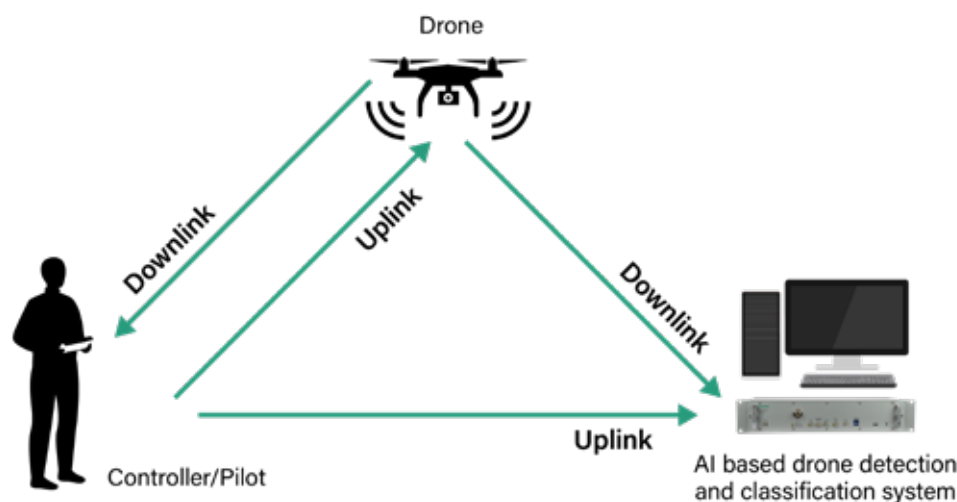 Drone
Downlink
Uplink
Downlink
Uplink
Controller/Pilot
AI based drone detection
and classification system